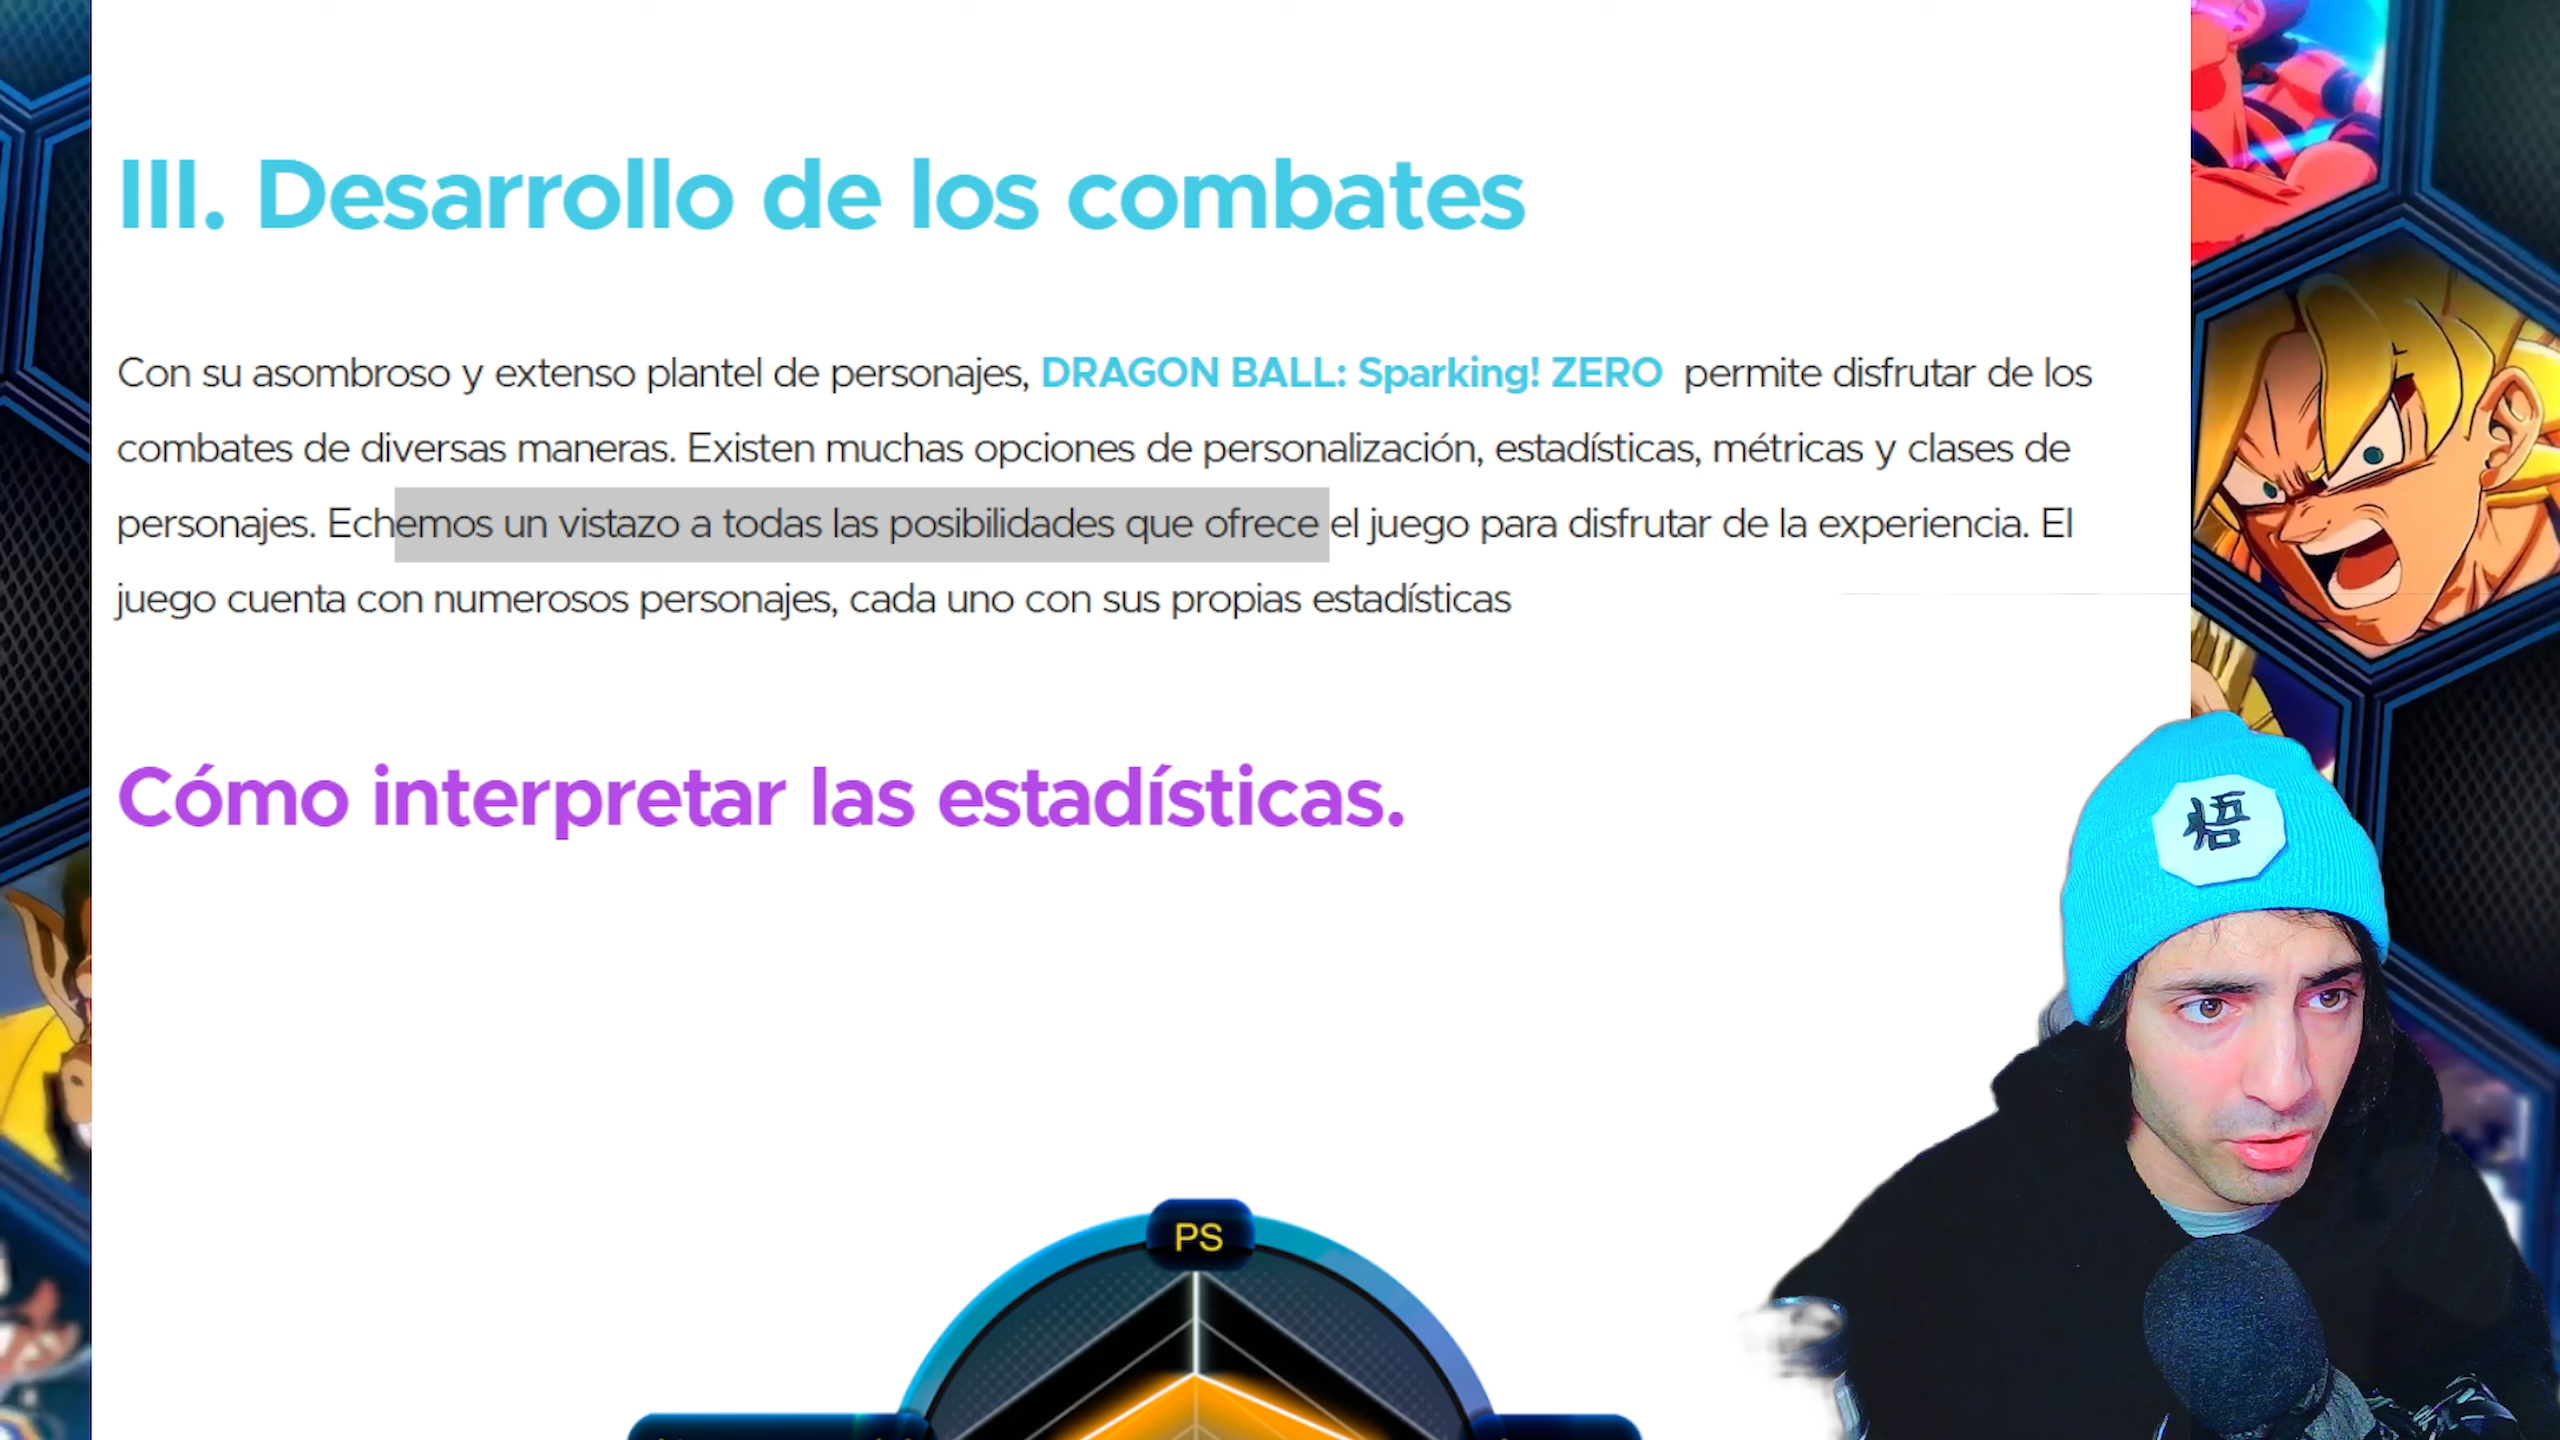 III. Desarrollo de los combates
Con su asombroso y extenso plantel de personajes, DRAGON BALL: Sparking! ZERO permite disfrutar de los
combates de diversas maneras. Existen muchas opciones de personalización, estadísticas, métricas y clases de
personajes. Echemos un vistazo a todas las posibilidades que ofrece el juego para disfrutar de la experiencia. El
juego cuenta con numerosos personajes, cada uno con sus propias estadísticas
Cómo interpretar las estadísticas.
悟
PS